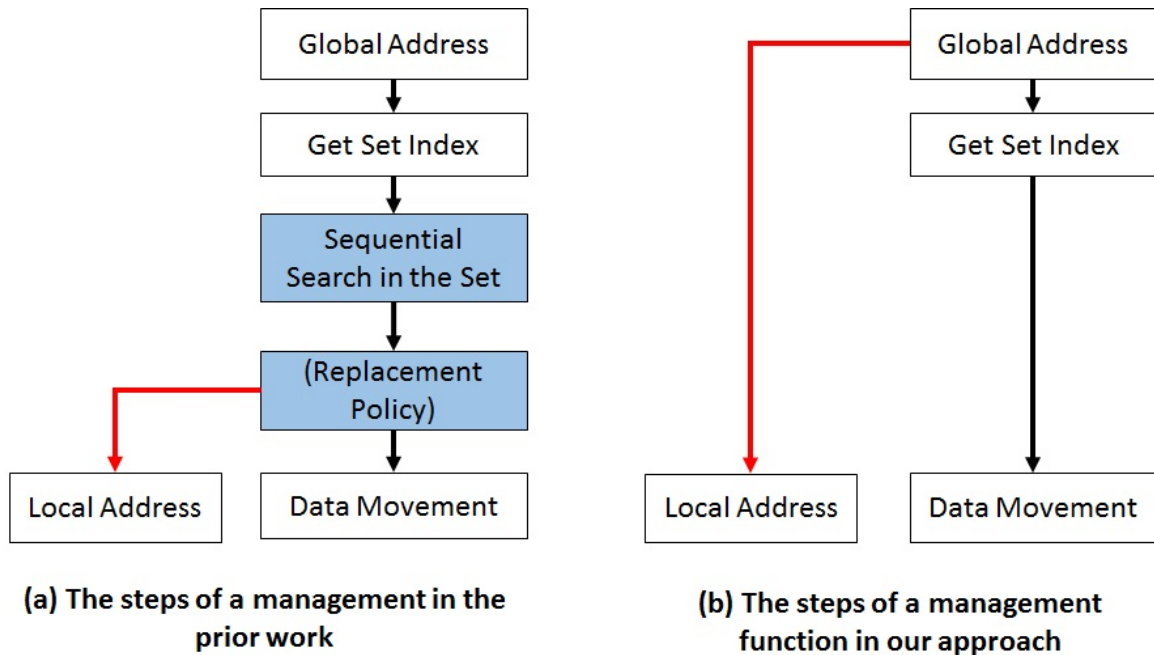 Global Address
Get Set Index
Sequential
Search in the Set
(Replacement
Policy)
Local Address
Data Movement
(a) The steps of a management in the
prior work
Global Address
Get Set Index
Local Address
Data Movement
(b) The steps of a management
function in our approach